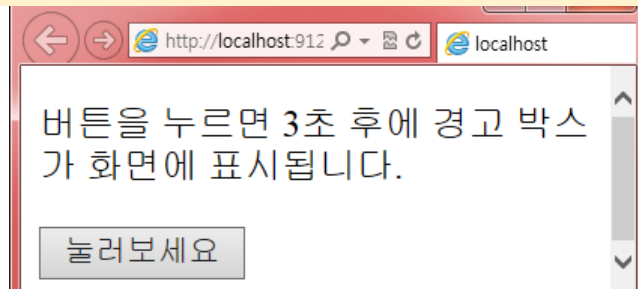 http://localhost:912
localhost
버튼을 누르면 3초 후에 경고 박스
가 화면에 표시됩니다.
눌러보세요